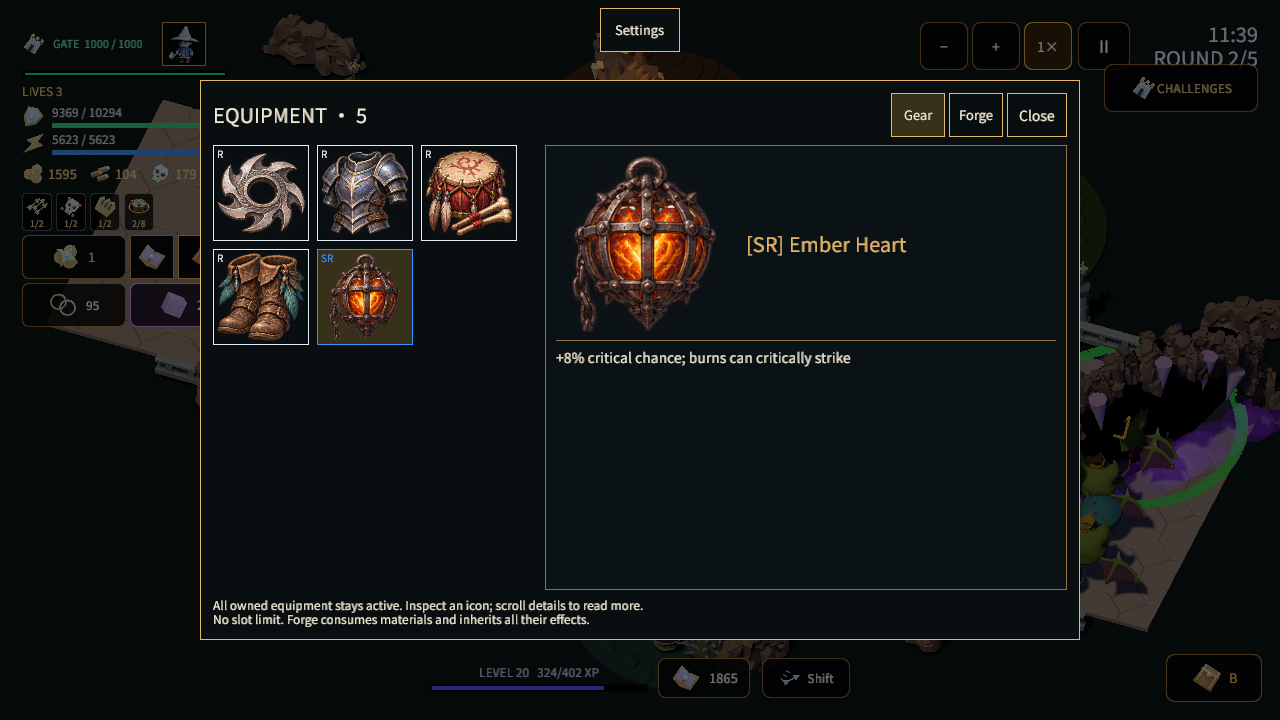 Settings
GATE 1000 / 1000
−
+
1×
11:39
ROUND 2/5
CHALLENGES
LIVES 3
9369 / 10294
5623 / 5623
1595
104
179
1/2
1/2
1/2
2/8
1
95
EQUIPMENT • 5
Gear
Forge
Close
R
R
R
R
SR
[SR] Ember Heart
+8% critical chance; burns can critically strike
All owned equipment stays active. Inspect an icon; scroll details to read more.
No slot limit. Forge consumes materials and inherits all their effects.
LEVEL 20 324/402 XP
1865
Shift
B